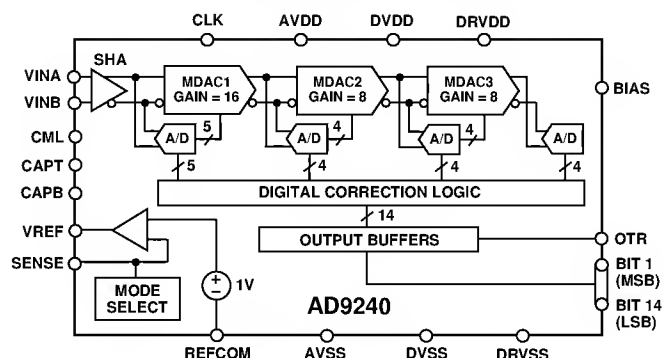 CLK AVDD DVDD DRVDD
SHA
VINA
VINB
MDAC1
GAIN = 16
MDAC2
GAIN = 8
MDAC3
GAIN = 8
BIAS
CML
A/D
5
A/D
4
A/D
4
A/D
CAPT
5
4
4
4
CAPB
DIGITAL CORRECTION LOGIC
14
VREF
OUTPUT BUFFERS
OTR
SENSE
BIT 1
(MSB)
MODE
SELECT
1V
AD9240
BIT 14
(LSB)
REFCOM AVSS DVSS DRVSS